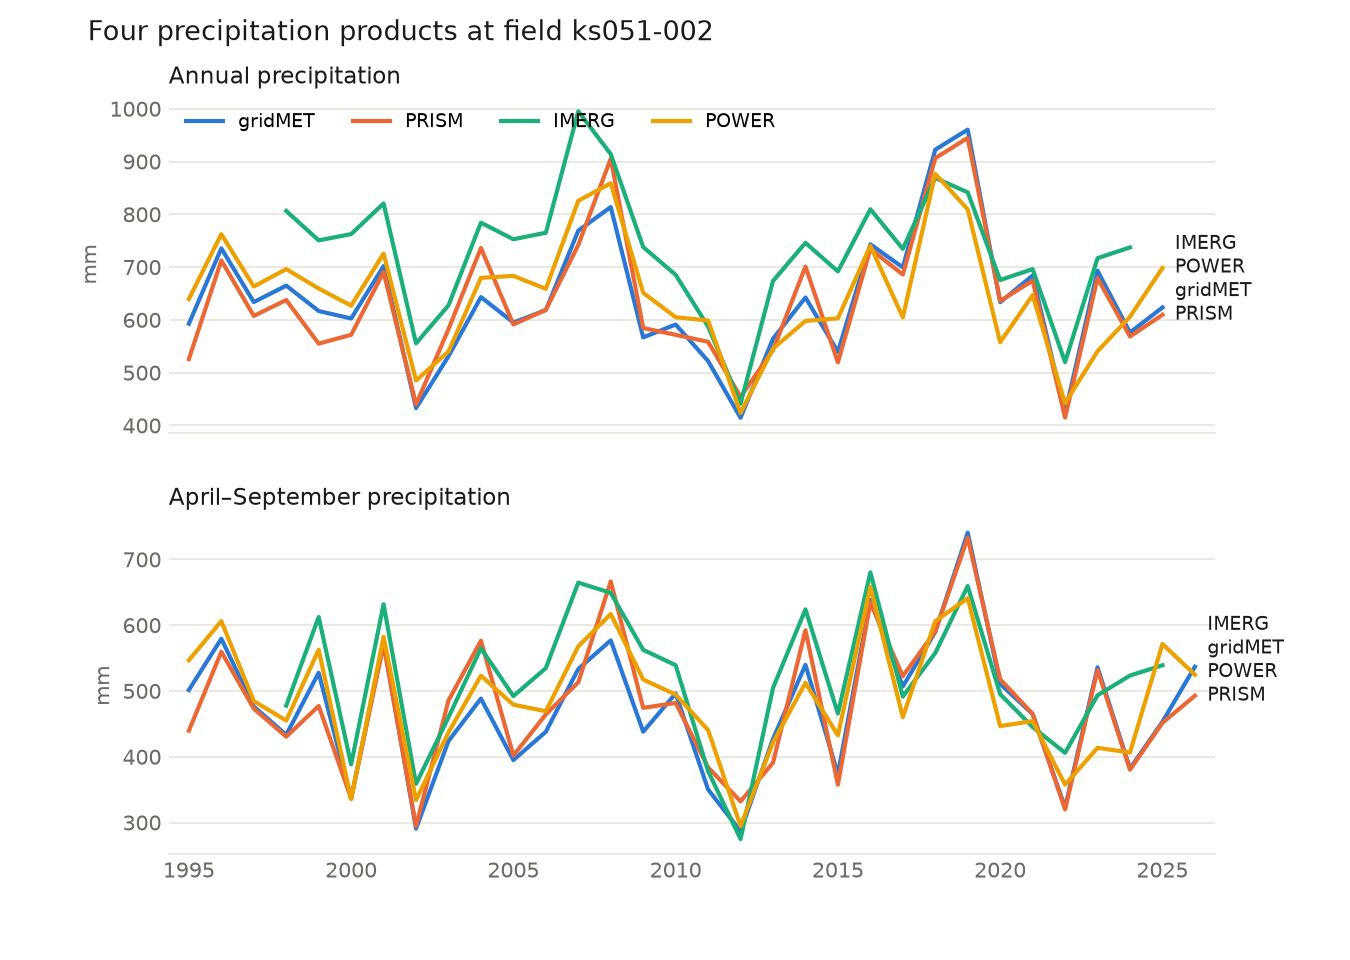 Four precipitation products at field ks051-002
Annual precipitation
gridMET PRISM IMERG POWER
1000
900
800
700
600
500
400
mm
IMERG
POWER
gridMET
PRISM
April–September precipitation
700
600
500
400
300
mm
IMERG
gridMET
POWER
PRISM
1995 2000 2005 2010 2015 2020 2025